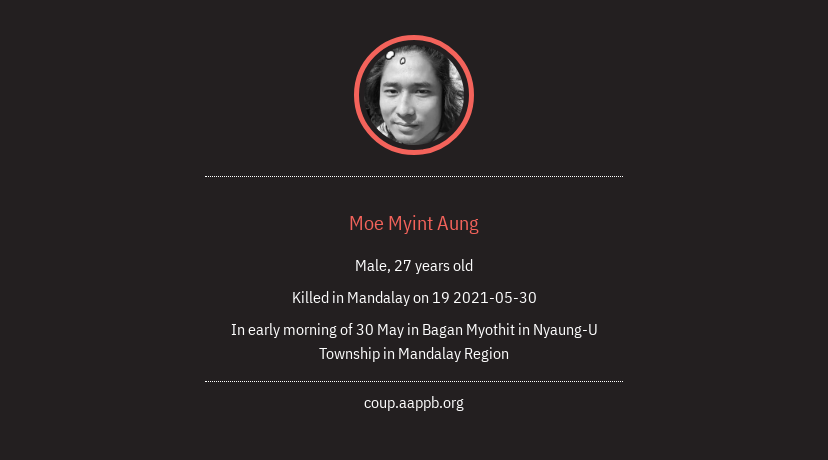 Moe Myint Aung
Male, 27 years old
Killed in Mandalay on 19 2021-05-30
In early morning of 30 May in Bagan Myothit in Nyaung-U
Township in Mandalay Region
coup.aappb.org